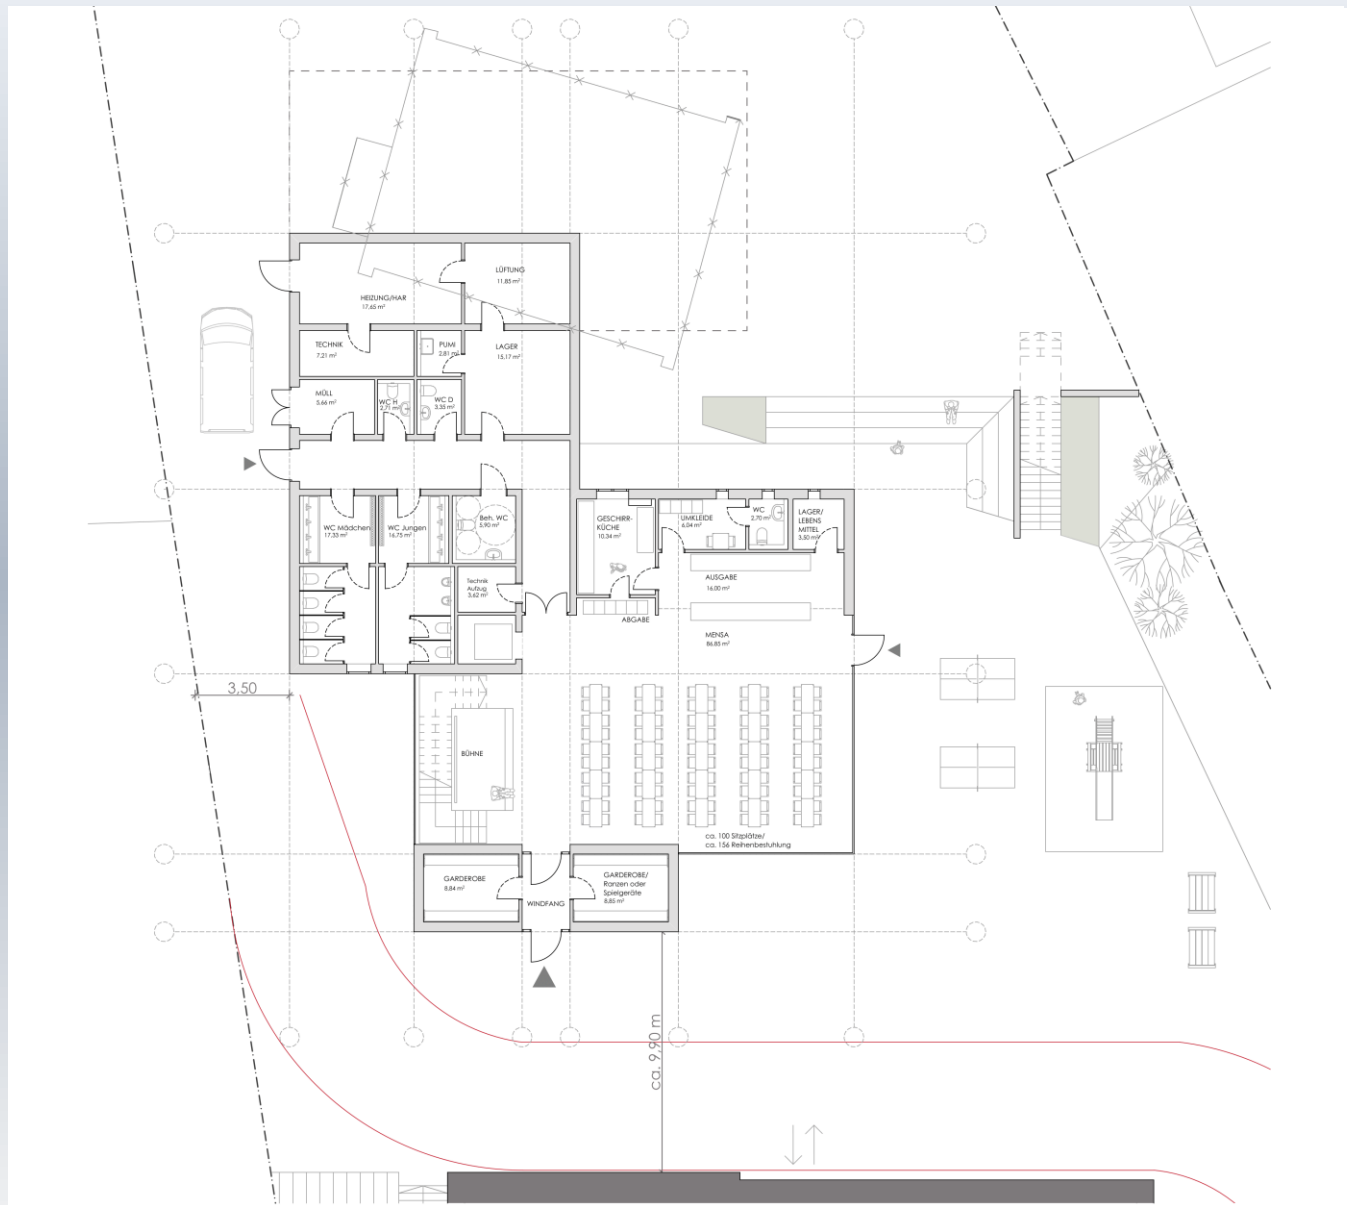 LÜFTUNG
11,85 m²
HEIZUNG/HAR
17,65 m²
TECHNIK
7,21 m²
PUMI
2,81 m²
LAGER
15,17 m²
MÜLL
5,66 m²
WC H
2,71 m²
WC D
3,35 m²
WC Mädchen
17,33 m²
WC Jungen
16,75 m²
Beh. WC
5,90 m²
GESCHIRR-
KÜCHE
10,34 m²
UMKLEIDE
6,04 m²
WC
2,70 m²
LAGER/
LEBENS
MITTEL
3,50 m²
Technik
Aufzug
3,62 m²
AUSGABE
16,00 m²
ABGABE
MENSA
86,85 m²
3,50
BÜHNE
ca. 100 Sitzplätze/
ca. 156 Reihenbestuhlung
GARDEROBE
8,84 m²
WINDFANG
GARDEROBE/
Ranzen oder
Spielgeräte
8,85 m²
ca. 9,90 m